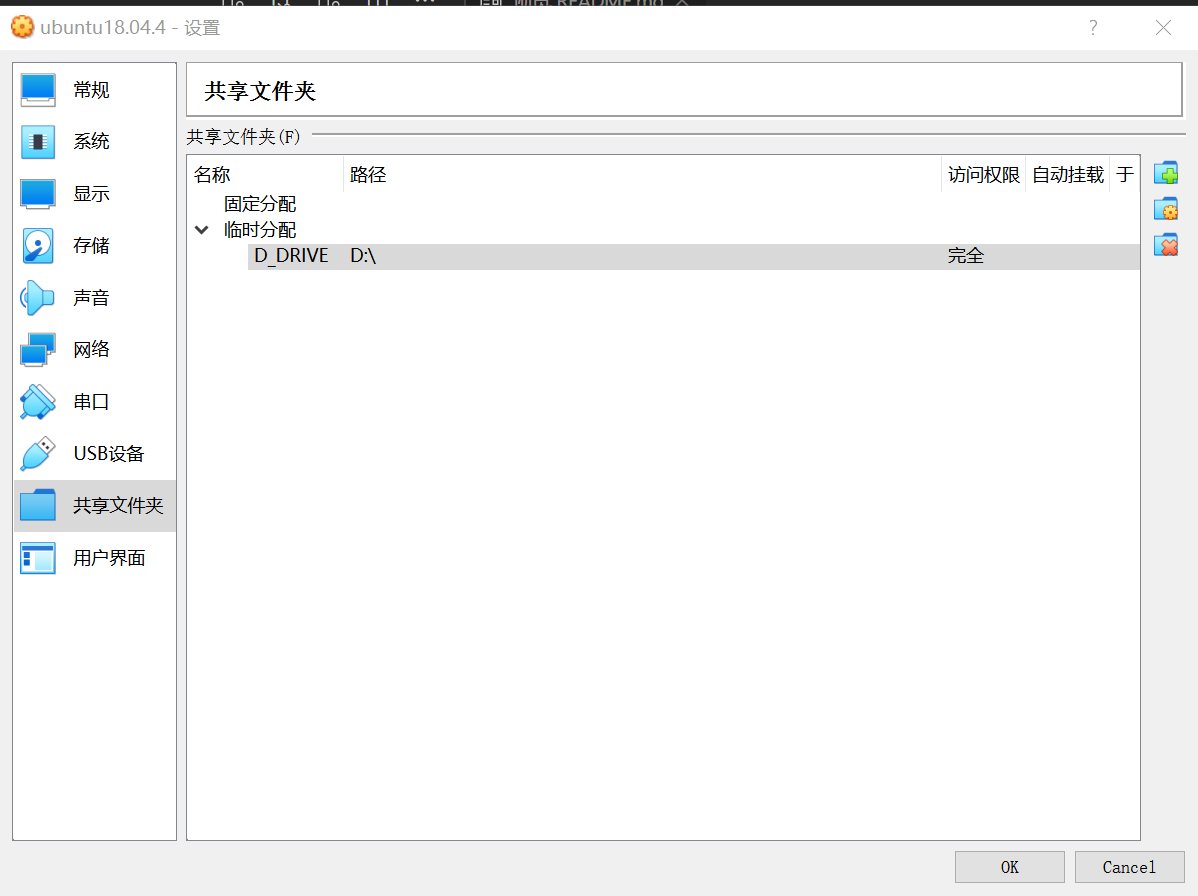 ubuntu18.04.4 - 设置
?
常规
系统
显示
存储
声音
网络
串口
USB设备
共享文件夹
用户界面
共享文件夹
共享文件夹(F)
名称 路径 访问权限 自动挂载 于
固定分配
临时分配
D_DRIVE D:\ 完全
OK Cancel